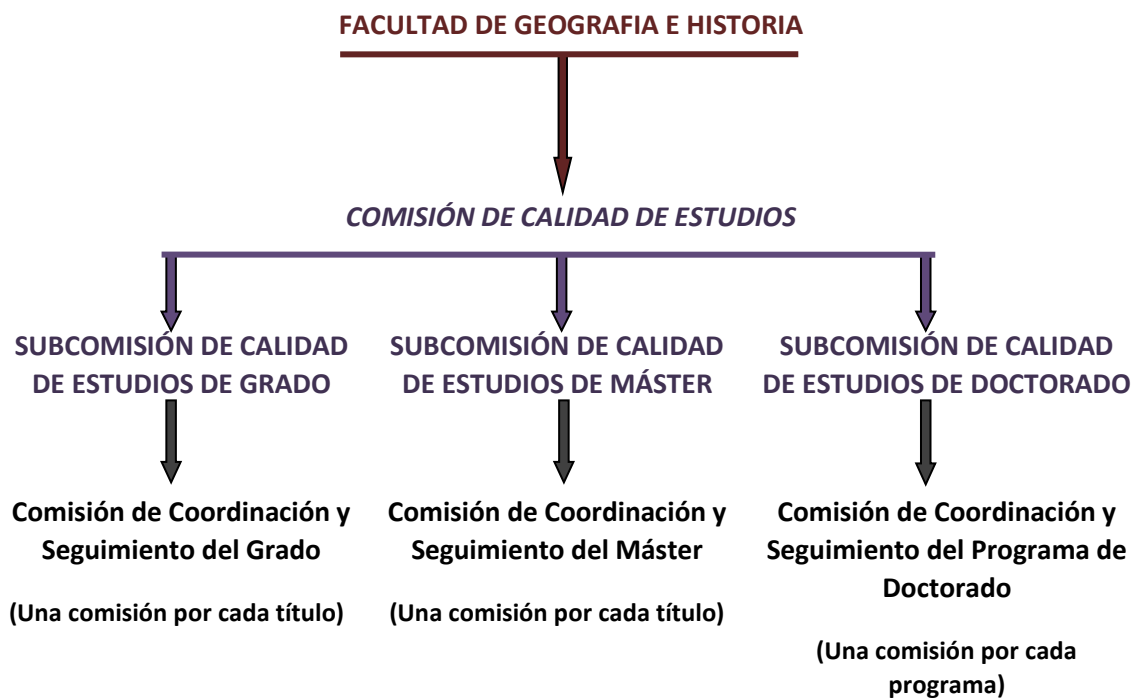 FACULTAD DE GEOGRAFIA E HISTORIA
COMISIÓN DE CALIDAD DE ESTUDIOS
SUBCOMISIÓN DE CALIDAD
DE ESTUDIOS DE GRADO
SUBCOMISIÓN DE CALIDAD
DE ESTUDIOS DE MÁSTER
SUBCOMISIÓN DE CALIDAD
DE ESTUDIOS DE DOCTORADO
Comisión de Coordinación y
Seguimiento del Grado
(Una comisión por cada título)
Comisión de Coordinación y
Seguimiento del Máster
(Una comisión por cada título)
Comisión de Coordinación y
Seguimiento del Programa de
Doctorado
(Una comisión por cada
programa)